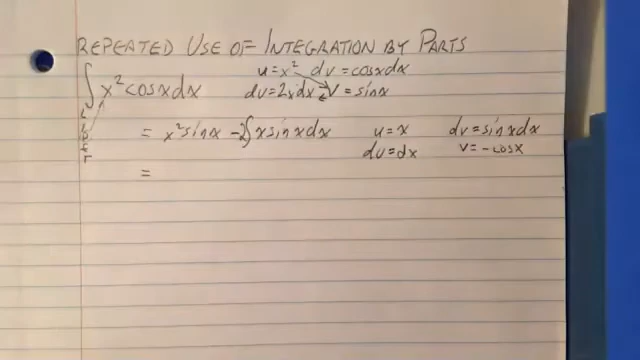 REPEATED USE OF INTEGRATION BY PARTS
u=x² dv=cosxdx
∫x²cosxdx dv=2xdx v=sinx
L
I
P
E
T
= x²sinx -2∫xsinxdx u=x dv=sinxdx
du=dx v=-cosx
=